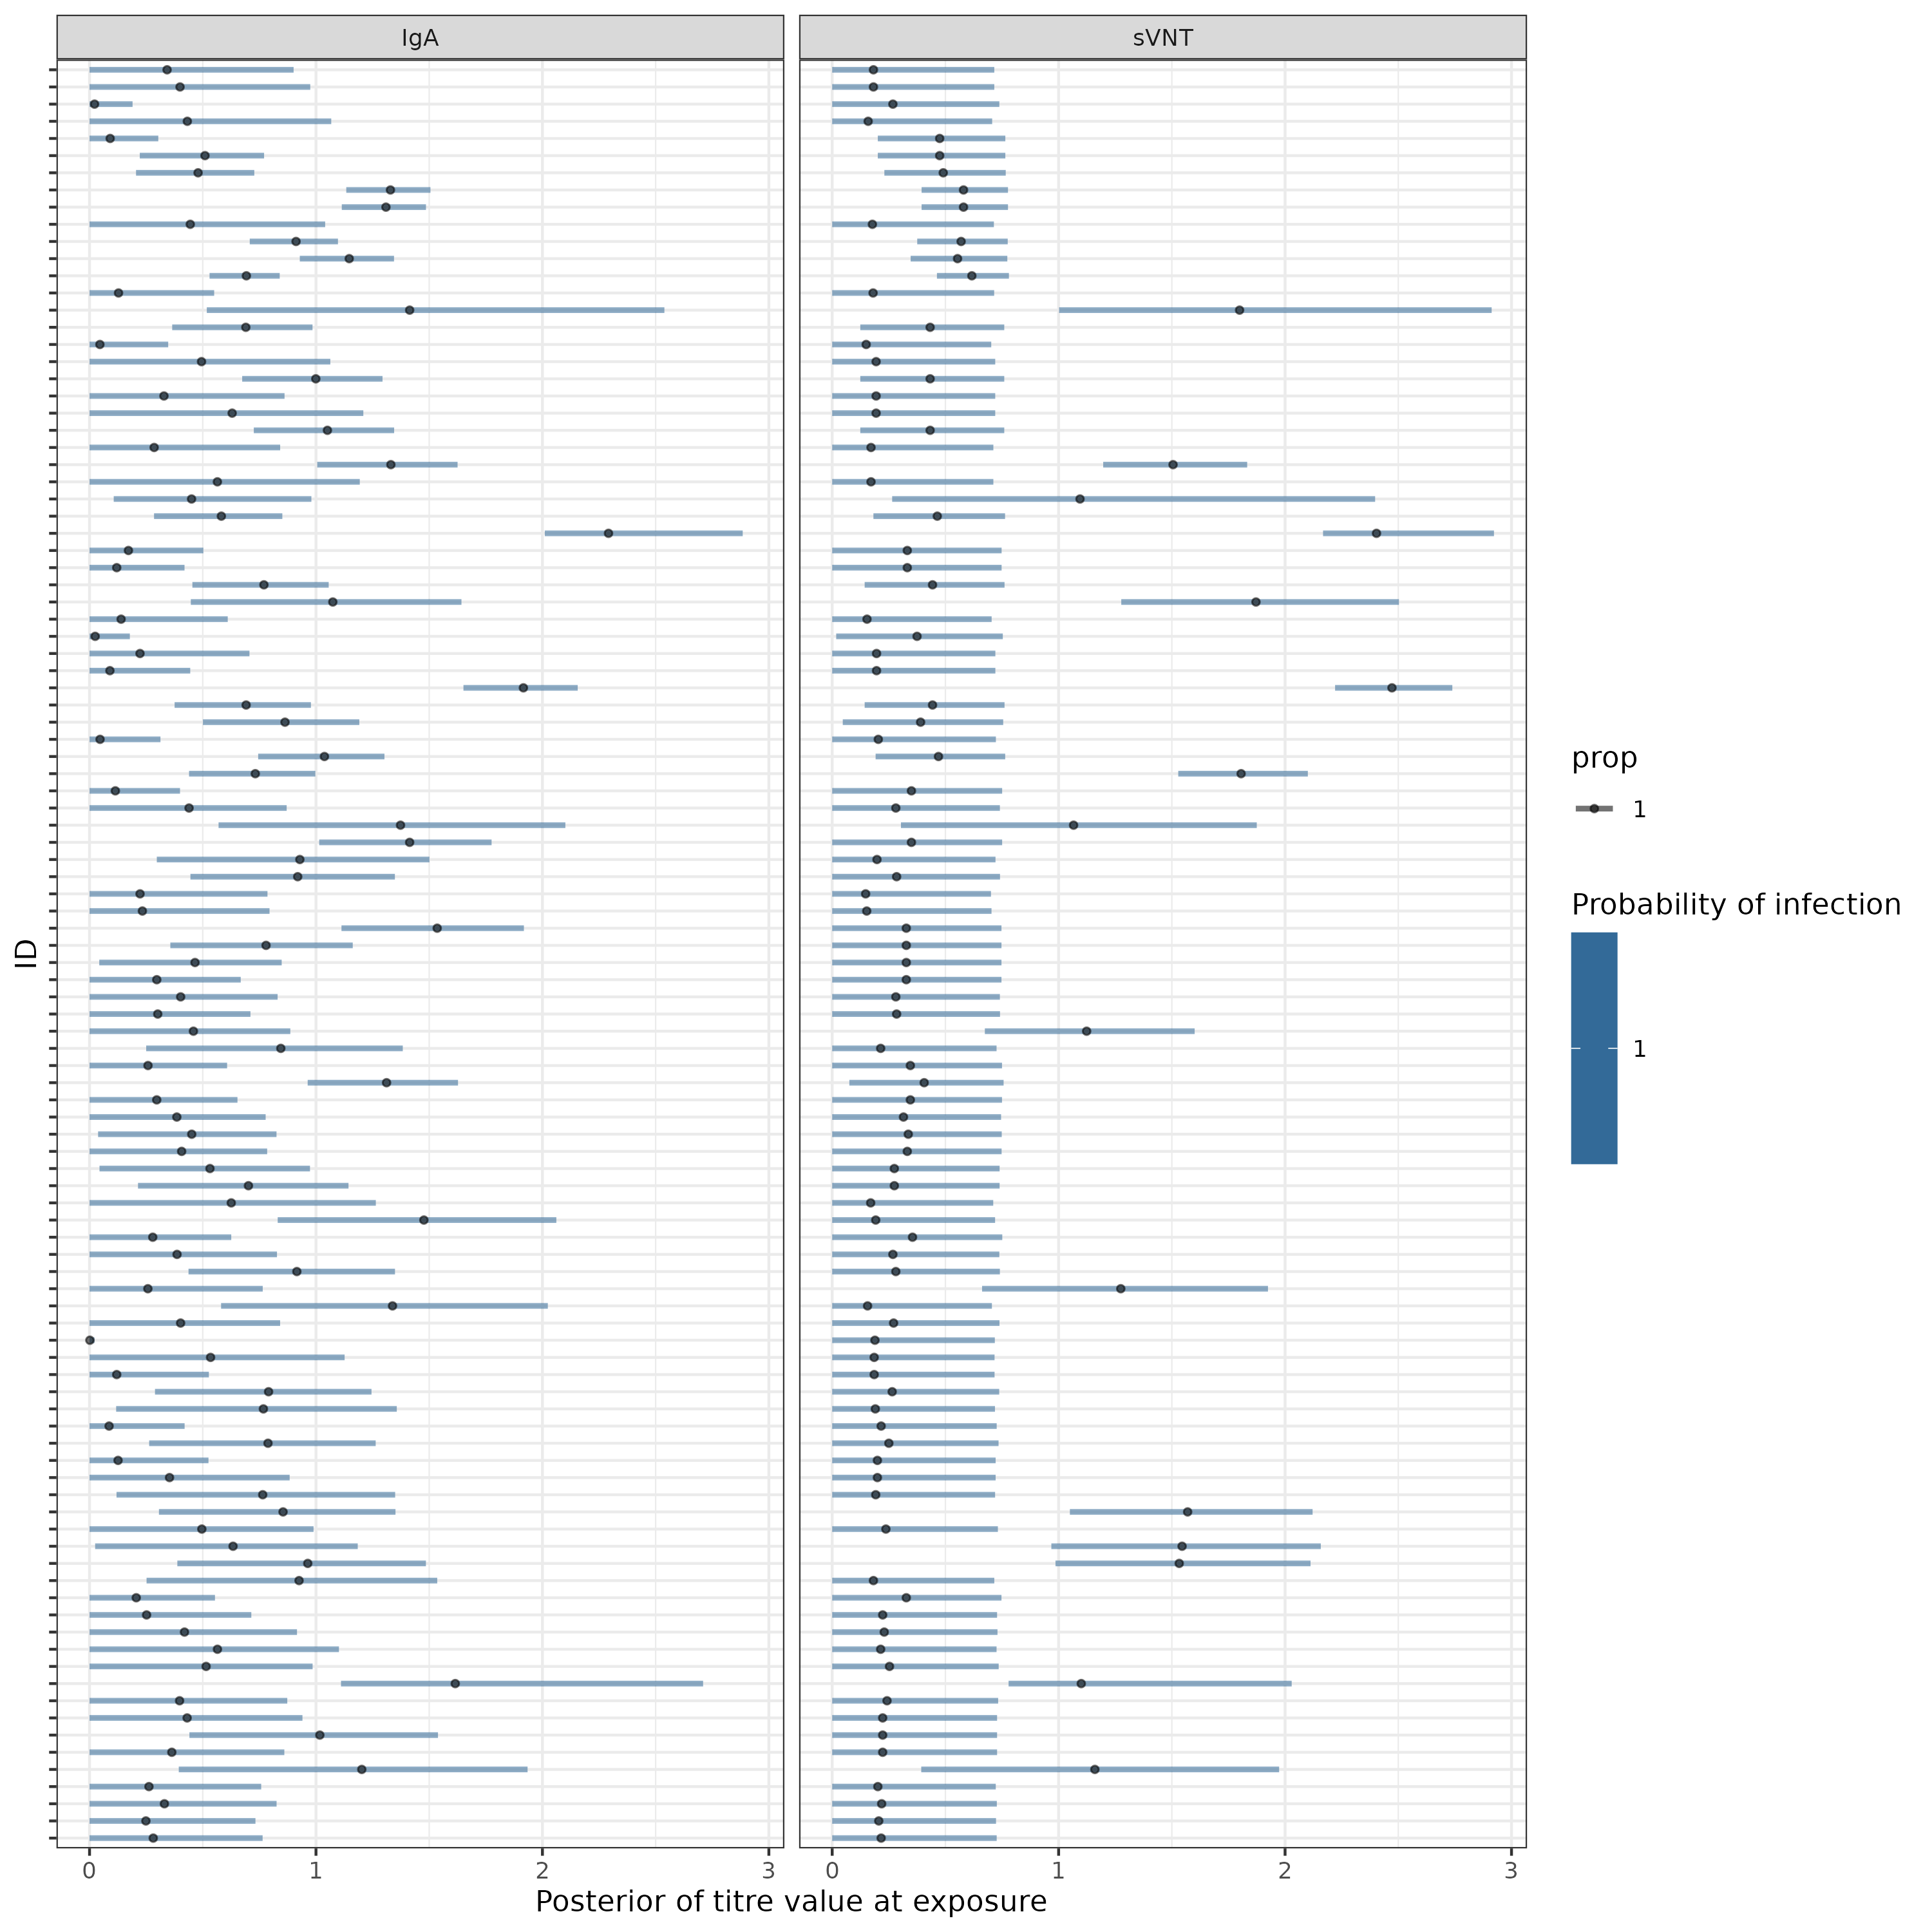 IgA
sVNT
ID
0 1 2 3
0 1 2 3
Posterior of titre value at exposure
prop
1
Probability of infection
1